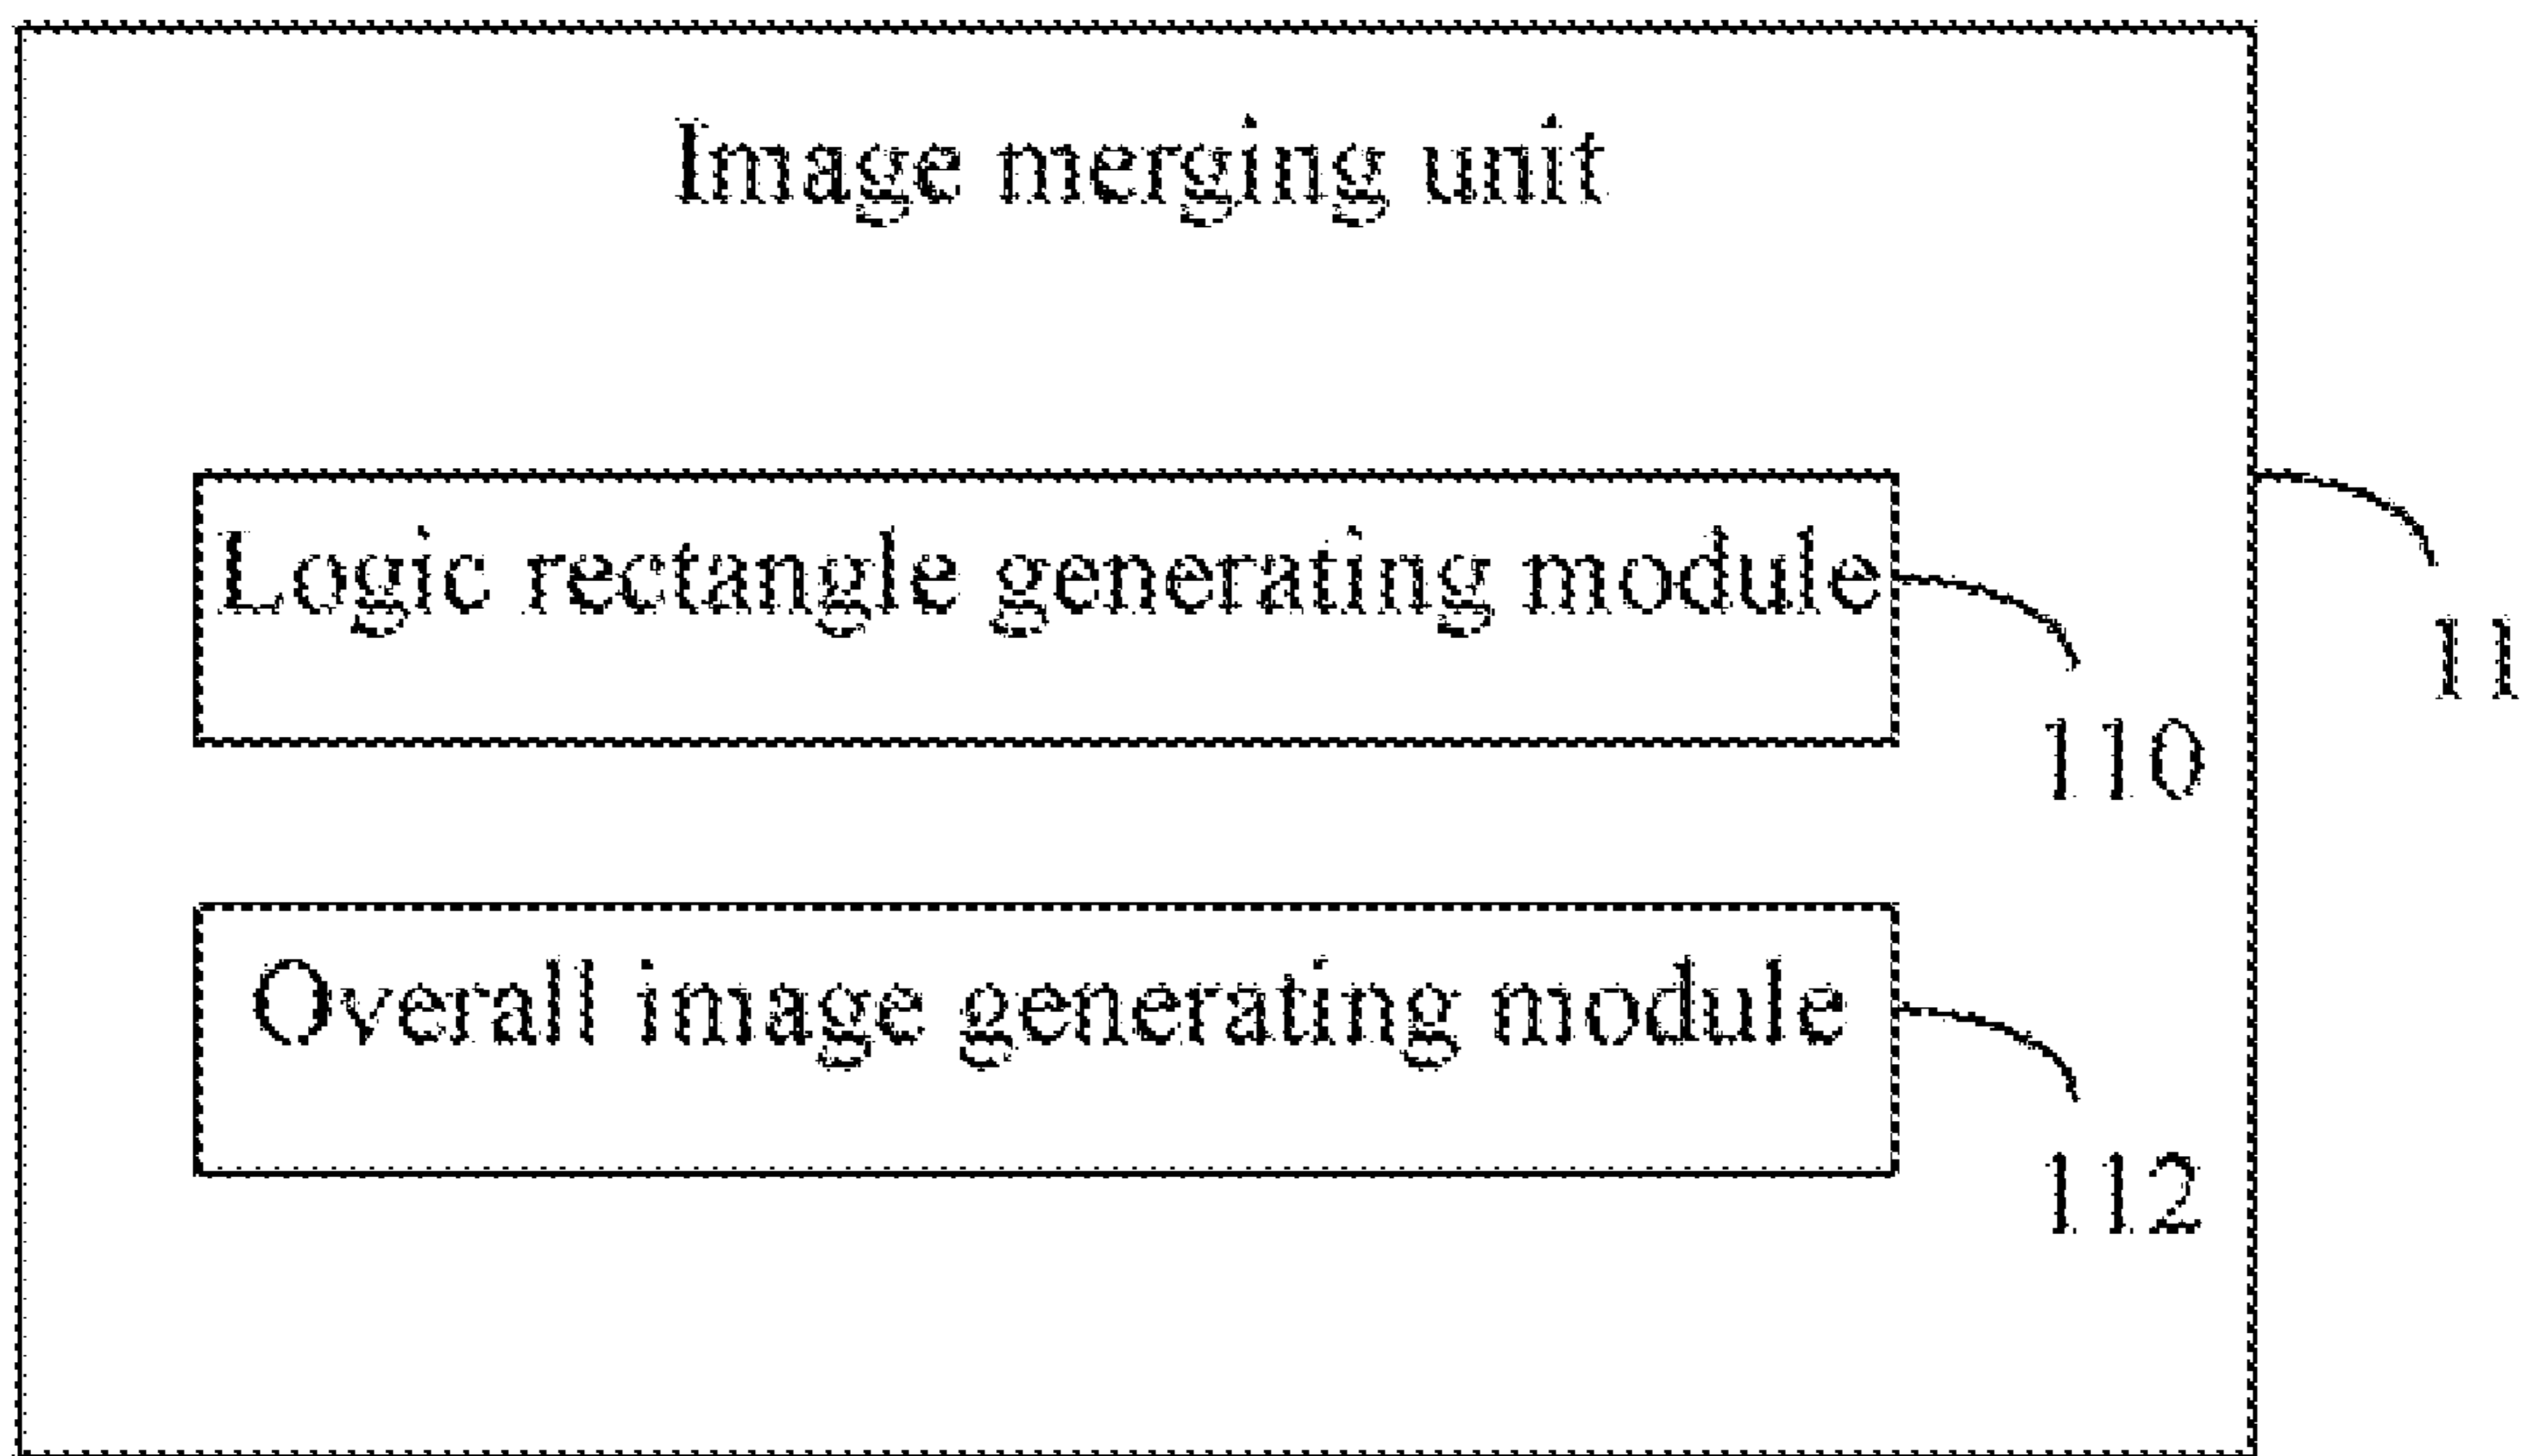 Image merging unit
Logic rectangle generating module
11
110
Overall image generating module
112